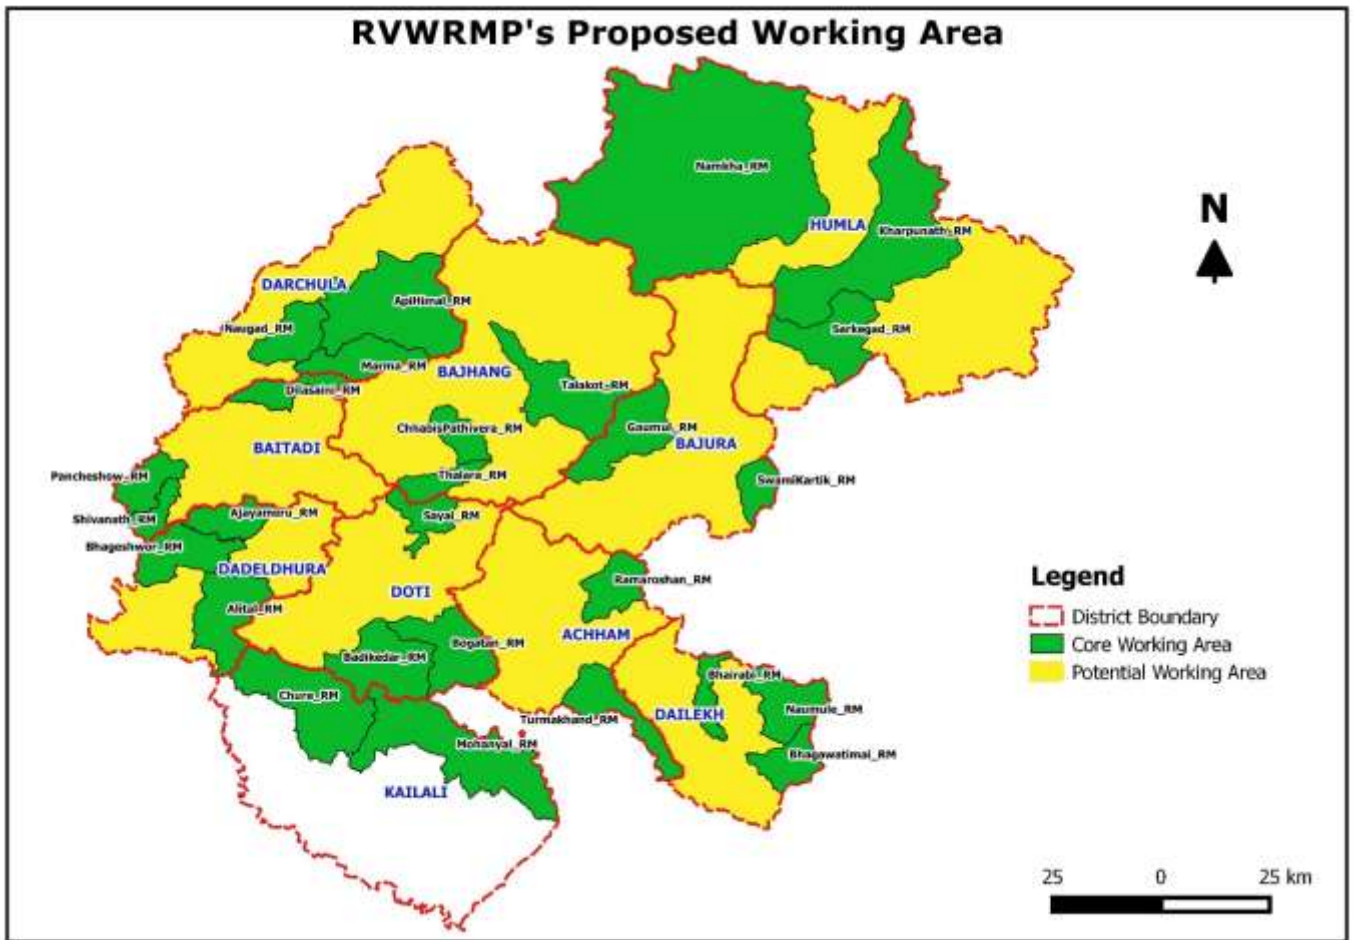 RVWRMP's Proposed Working Area
Namkha_RM
N
HUMLA
Kharpunath_RM
DARCHULA
ApiHimal_RM
Naugad_RM
Sarkegad_RM
Marma_RM
BAJHANG
Talakot_RM
Dilasaini_RM
ChhabisPathivera_RM
Gaumul_RM
BAJURA
BAITADI
Pancheshow_RM
Thalara_RM
SwamiKartik_RM
Shivanath_RM
Ajayameru_RM
Sayal_RM
Bhageshwor_RM
DADELDHURA
Ramaroshan_RM
DOTI
Alital_RM
ACHHAM
Bogatan_RM
Badikedar_RM
Bhairabi_RM
Chure_RM
Naumule_RM
Turmakhand_RM
DAILEKH
Mohanyal_RM
Bhagawatimai_RM
KAILALI
Legend
District Boundary
Core Working Area
Potential Working Area
25 0 25 km